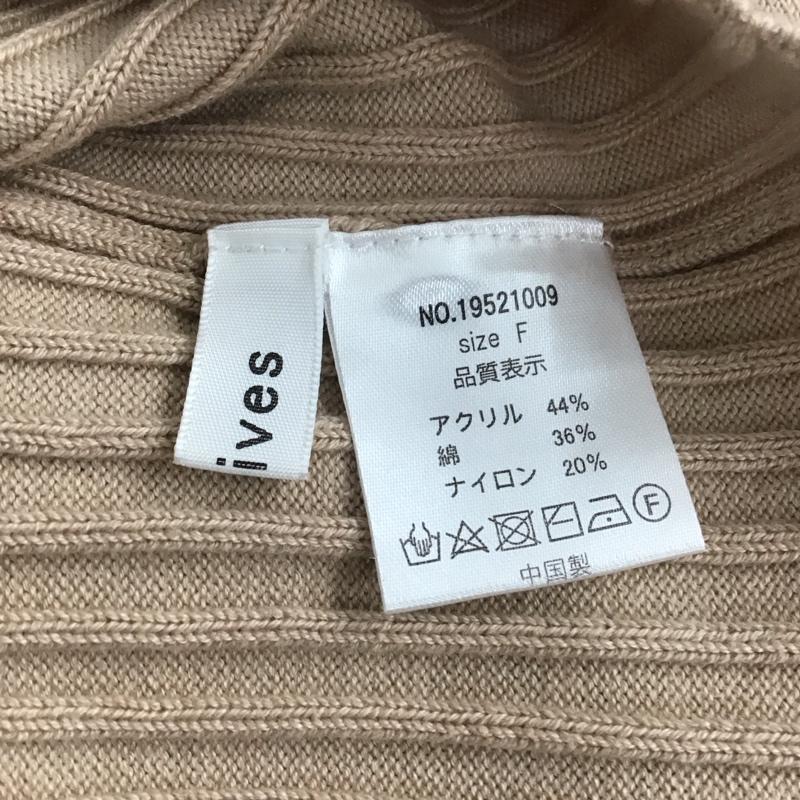 ives
NO.19521009
size F
品質表示
アクリル 44%
綿 36%
ナイロン 20%
F
中国製